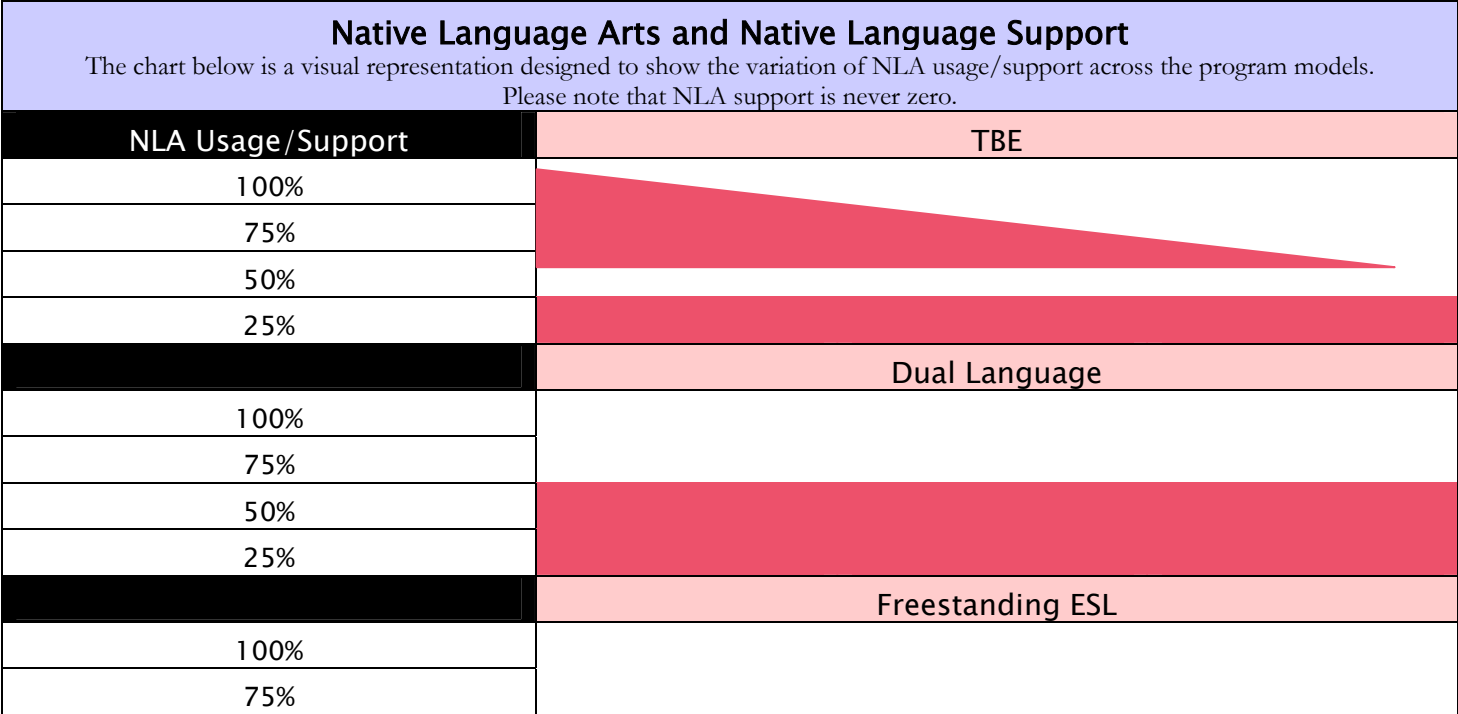 Native Language Arts and Native Language Support
The chart below is a visual representation designed to show the variation of NLA usage/support across the program models.
Please note that NLA support is never zero.
NLA Usage/Support TBE
100%
75%
50%
25%
Dual Language
100%
75%
50%
25%
Freestanding ESL
100%
75%